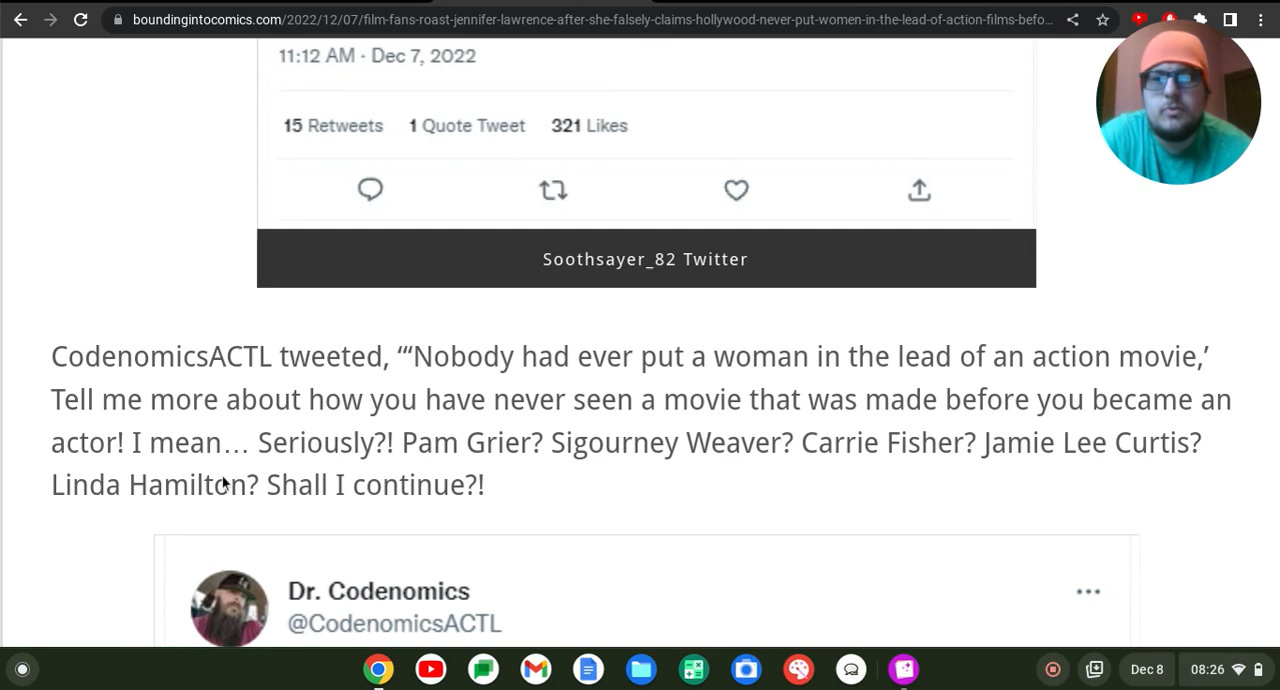 boundingintocomics.com/2022/12/07/film-fans-roast-jennifer-lawrence-after-she-falsely-claims-hollywood-never-put-women-in-the-lead-of-action-films-befo...
11:12 AM · Dec 7, 2022
15 Retweets 1 Quote Tweet 321 Likes
Soothsayer_82 Twitter
CodenomicsACTL tweeted, “‘Nobody had ever put a woman in the lead of an action movie,’
Tell me more about how you have never seen a movie that was made before you became an
actor! I mean… Seriously?! Pam Grier? Sigourney Weaver? Carrie Fisher? Jamie Lee Curtis?
Linda Hamilton? Shall I continue?!
Dr. Codenomics
@CodenomicsACTL
Dec 8 08:26